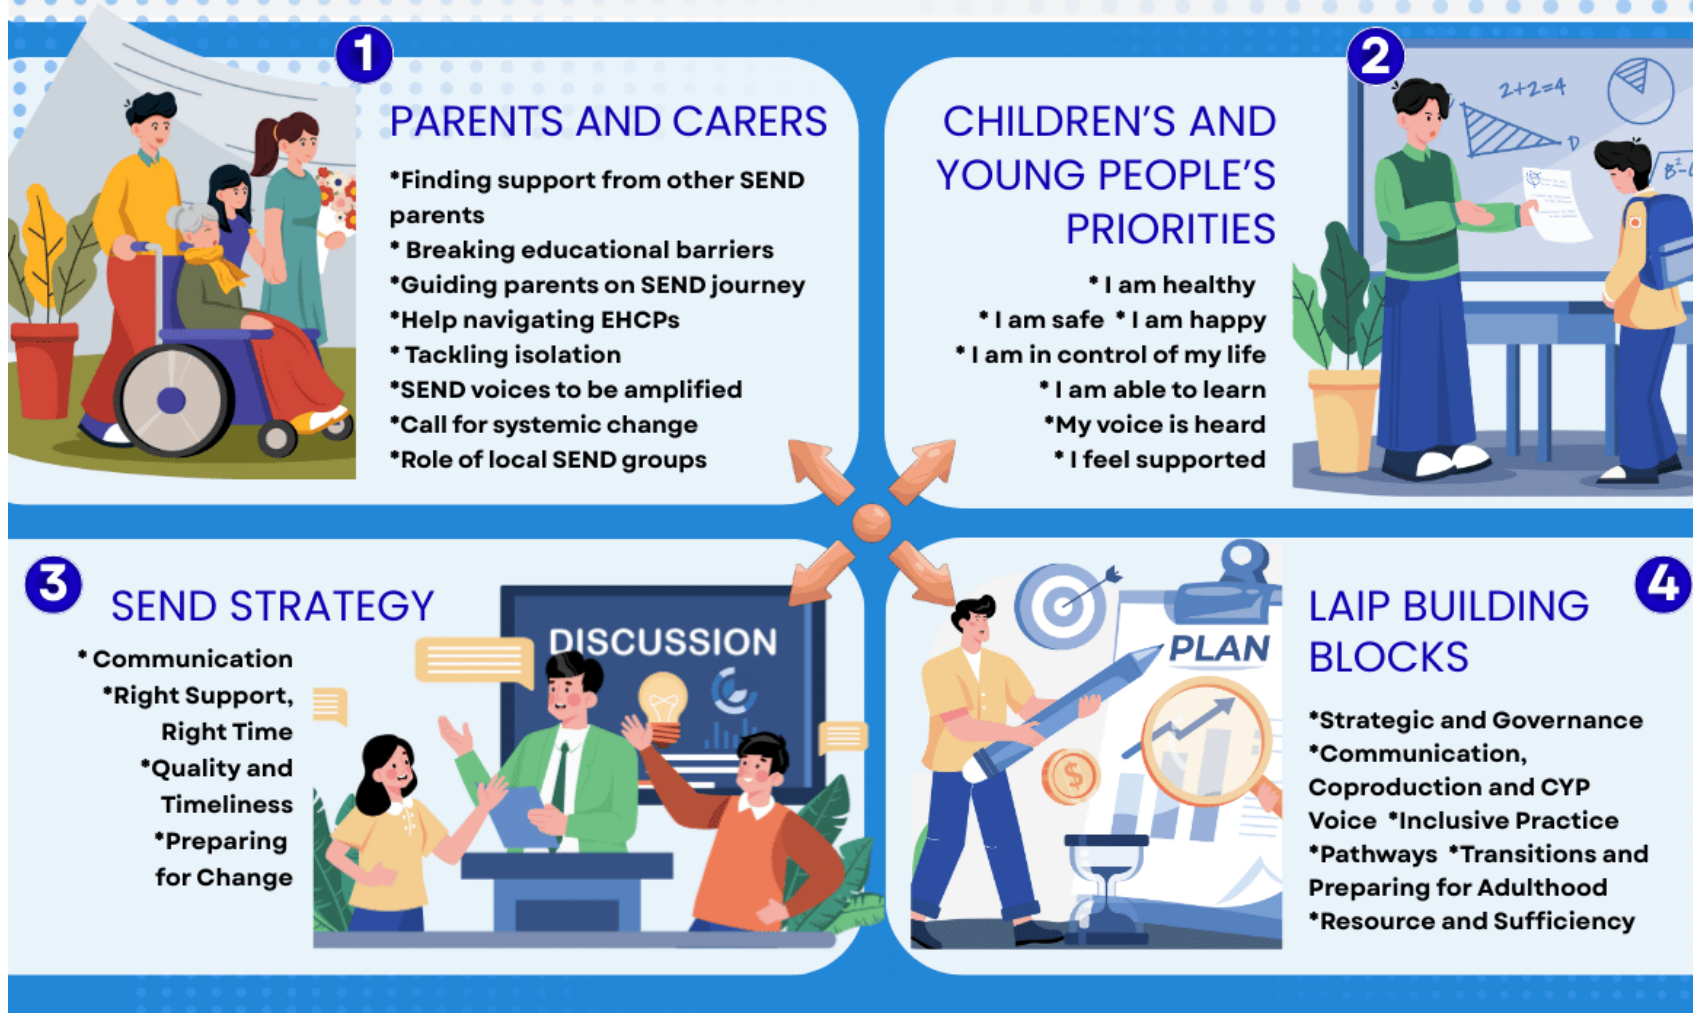 1
PARENTS AND CARERS
*Finding support from other SEND
parents
* Breaking educational barriers
*Guiding parents on SEND journey
*Help navigating EHCPs
* Tackling isolation
*SEND voices to be amplified
*Call for systemic change
*Role of local SEND groups
2
CHILDREN'S AND
YOUNG PEOPLE'S
PRIORITIES
* I am healthy
* I am safe * I am happy
* I am in control of my life
* I am able to learn
*My voice is heard
* I feel supported
2+2=4
D
3
SEND STRATEGY
* Communication
*Right Support,
Right Time
*Quality and
Timeliness
*Preparing
for Change
DISCUSSION
PLAN
$
4
LAIP BUILDING
BLOCKS
*Strategic and Governance
*Communication,
Coproduction and CYP
Voice *Inclusive Practice
*Pathways *Transitions and
Preparing for Adulthood
*Resource and Sufficiency